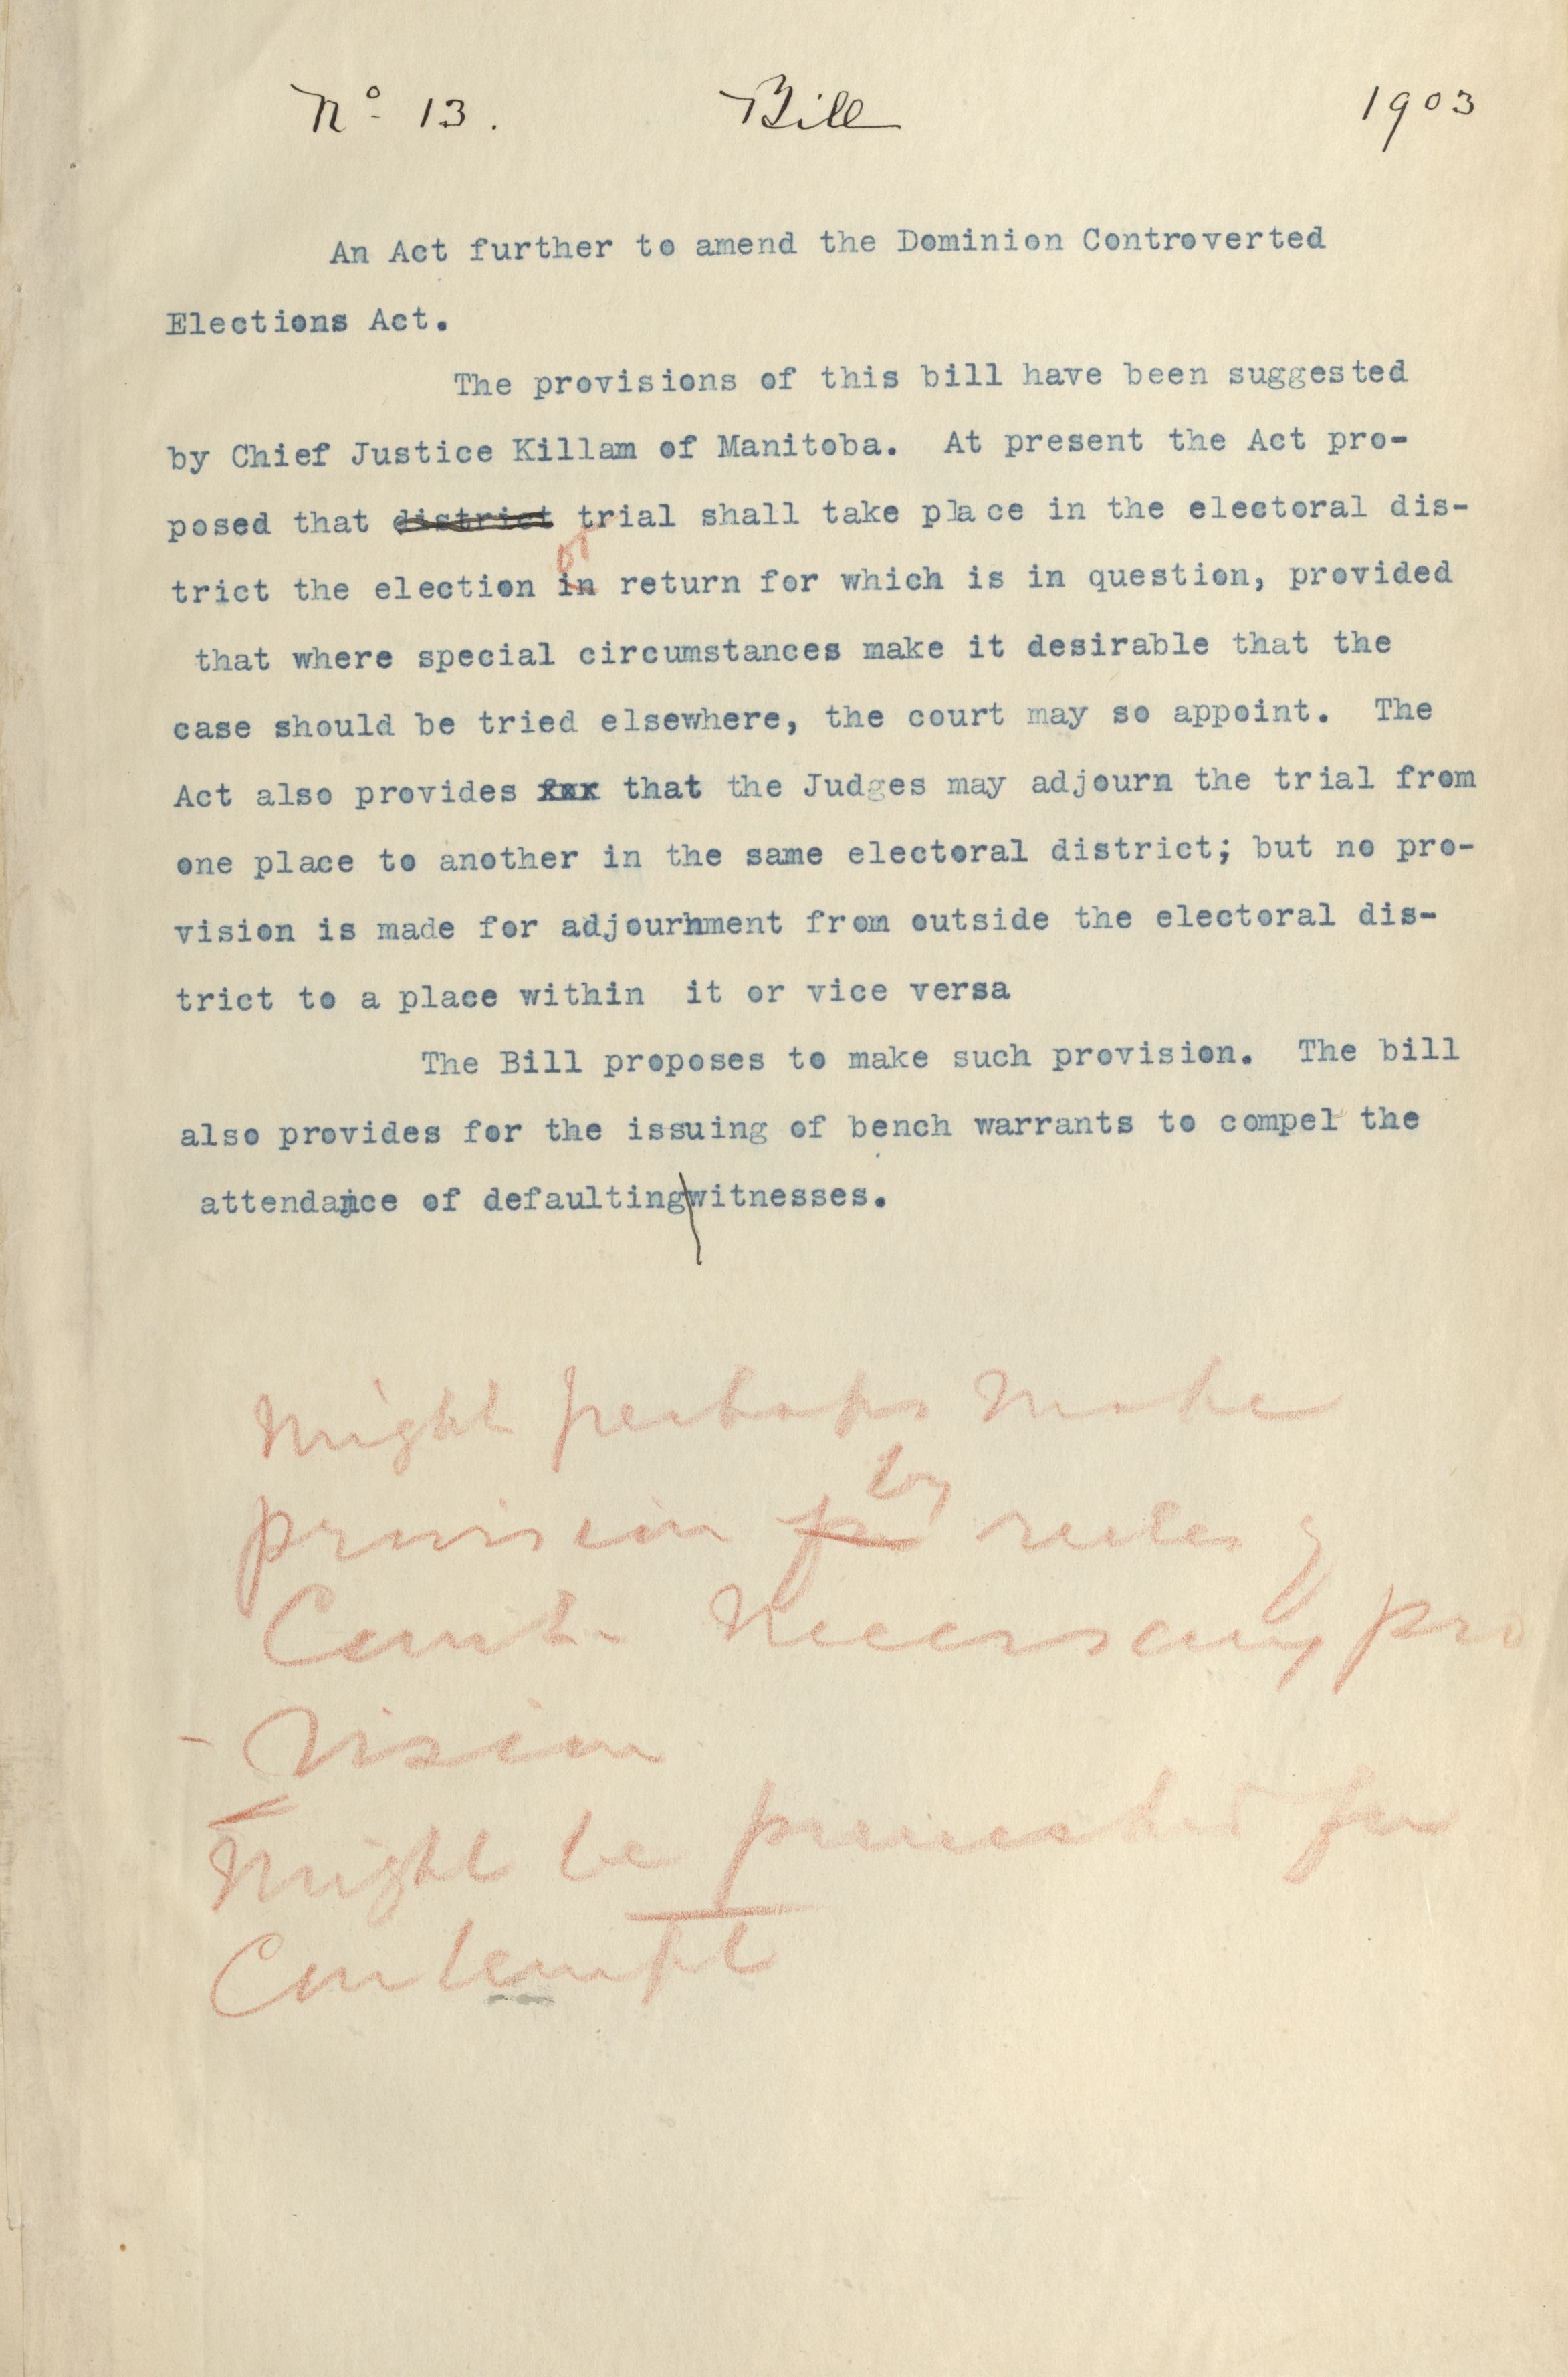 No. 13. Bill 1903
An Act further to amend the Dominion Controverted
Elections Act.
The provisions of this bill have been suggested
by Chief Justice Killam of Manitoba. At present the Act pro-
posed that district trial shall take place in the electoral dis-
or
trict the election in return for which is in question, provided
that where special circumstances make it desirable that the
case should be tried elsewhere, the court may so appoint. The
Act also provides that the Judges may adjourn the trial from
one place to another in the same electoral district; but no pro-
vision is made for adjournment from outside the electoral dis-
trict to a place within it or vice versa
The Bill proposes to make such provision. The bill
also provides for the issuing of bench warrants to compel the
attendance of defaulting witnesses.
Might perhaps make
by
provision rules of
Court. Necessary pro
- vision
Might be punished for
Contempt